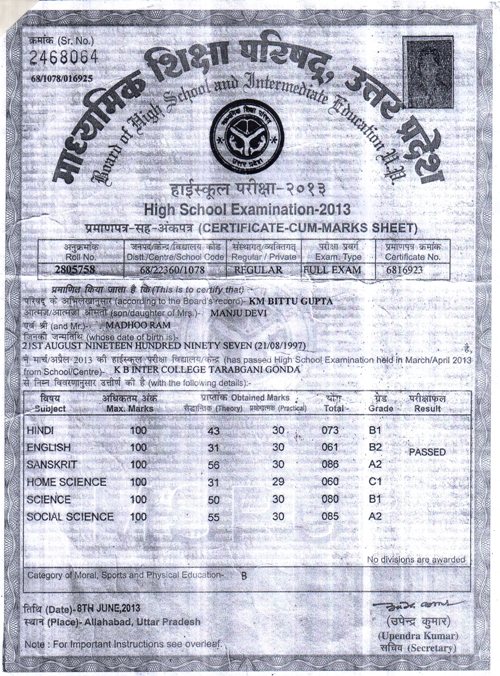 क्रमांक (Sr. No.)
2468064
68/1078/016925
माध्यमिक शिक्षा परिषद्, उत्तर प्रदेश
Board of High School and Intermediate Education U.P.
उत्तर प्रदेश
हाईस्कूल परीक्षा-२०१३
High School Examination-2013
प्रमाणपत्र-सह-अंकपत्र (CERTIFICATE-CUM-MARKS SHEET)
अनुक्रमांक जनपद/केन्द्र/विद्यालय कोड संस्थागत/व्यक्तिगत परीक्षा प्रवर्ग प्रमाणपत्र क्रमांक
Roll No. Distt./Centre/School Code Regular / Private Exam. Type Certificate No.
2805758 68/22360/1078 REGULAR FULL EXAM 6816923
प्रमाणित किया जाता है कि (This is to certify that) -
परिषद् के अभिलेखानुसार (according to the Board's record)- KM BITTU GUPTA
आत्मज/आत्मजा श्रीमती (son/daughter of Mrs.)- MANJU DEVI
एवं श्री (and Mr.)- MADHOO RAM
जिनकी जन्मतिथि (whose date of birth is)-
21ST AUGUST NINETEEN HUNDRED NINETY SEVEN (21/08/1997) है,
ने मार्च/अप्रैल 2013 की हाईस्कूल परीक्षा विद्यालय/केन्द्र (has passed High School Examination held in March/April 2013
from School/Centre)- K B INTER COLLEGE TARABGANJ GONDA
से निम्न विवरणानुसार उत्तीर्ण की है (with the following details):-
विषय अधिकतम अंक प्राप्तांक Obtained Marks योग ग्रेड परीक्षाफल
Subject Max. Marks सैद्धान्तिक (Theory) प्रयोगात्मक (Practical) Total Grade Result
HINDI 100 43 30 073 B1
ENGLISH 100 31 30 061 B2 PASSED
SANSKRIT 100 56 30 086 A2
HOME SCIENCE 100 31 29 060 C1
SCIENCE 100 50 30 080 B1
SOCIAL SCIENCE 100 55 30 085 A2
No divisions are awarded
Category of Moral, Sports and Physical Education- B
तिथि (Date)- 8TH JUNE,2013
स्थान (Place)- Allahabad, Uttar Pradesh
(उपेन्द्र कुमार)
(Upendra Kumar)
सचिव (Secretary)
Note : For Important Instructions see overleaf.